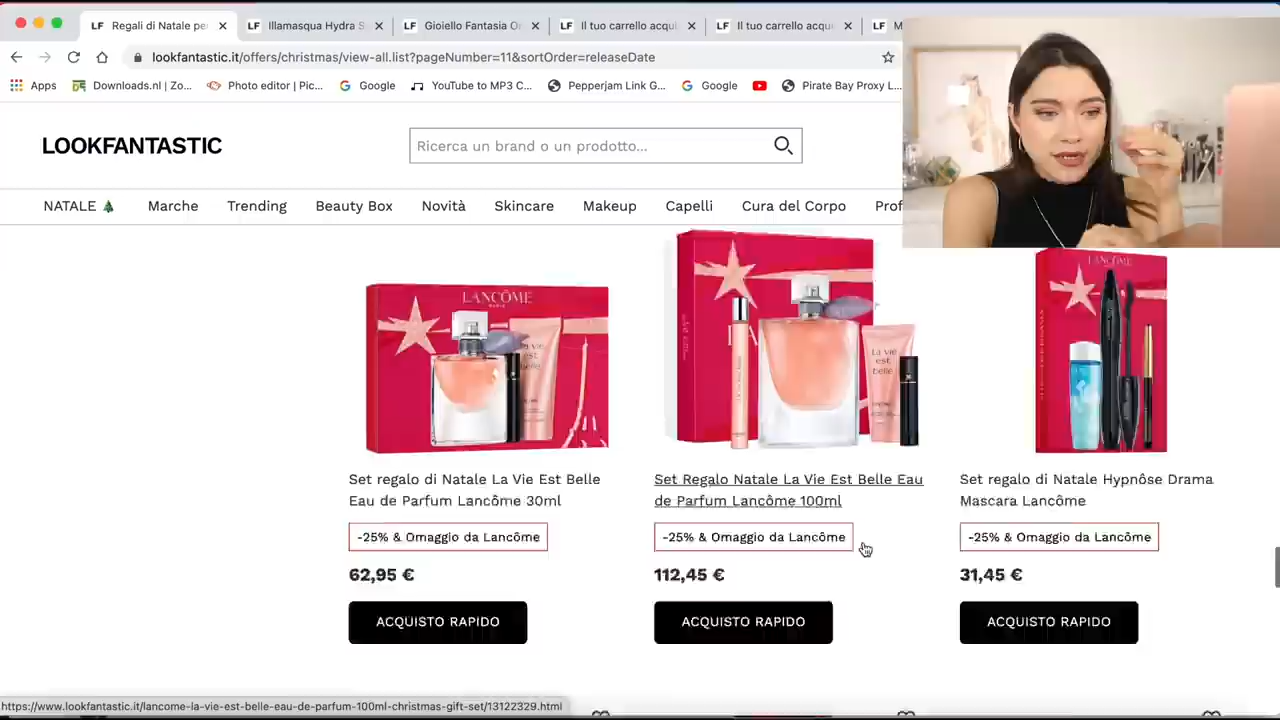 Regali di Natale pe
Illamasqua Hydra S
Gioiello Fantasia Or
Il tuo carrello acqu
Il tuo carrello acqu
lookfantastic.it/offers/christmas/view-all.list?pageNumber=11&sortOrder=releaseDate
Apps
Downloads.nl | Zo...
Photo editor | Pic...
Google
YouTube to MP3 C...
Pepperjam Link G...
Google
Pirate Bay Proxy L...
LOOKFANTASTIC
Ricerca un brand o un prodotto...
NATALE
Marche
Trending
Beauty Box
Novità
Skincare
Makeup
Capelli
Cura del Corpo
Prof
LANCÔME
PARIS
La vie
est
belle
LANCÔME
Set regalo di Natale La Vie Est Belle
Eau de Parfum Lancôme 30ml
-25% & Omaggio da Lancôme
62,95 €
ACQUISTO RAPIDO
Set Regalo Natale La Vie Est Belle Eau
de Parfum Lancôme 100ml
-25% & Omaggio da Lancôme
112,45 €
ACQUISTO RAPIDO
Set regalo di Natale Hypnôse Drama
Mascara Lancôme
-25% & Omaggio da Lancôme
31,45 €
ACQUISTO RAPIDO
https://www.lookfantastic.it/lancome-la-vie-est-belle-eau-de-parfum-100ml-christmas-gift-set/13122329.html